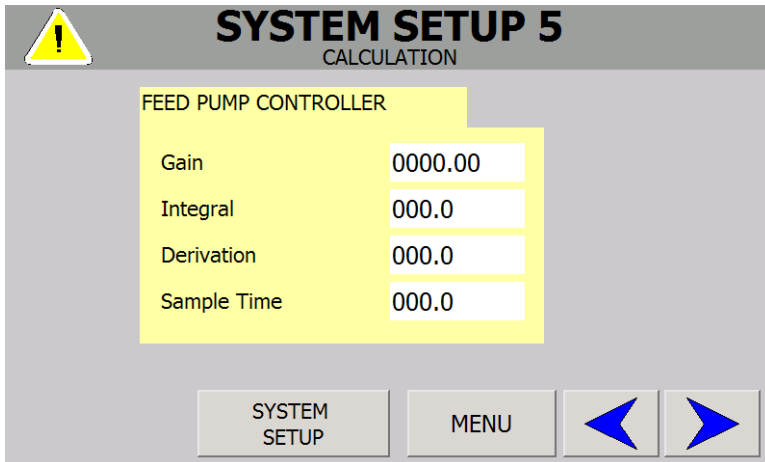 SYSTEM SETUP 5
CALCULATION
FEED PUMP CONTROLLER
Gain 0000.00
Integral 000.0
Derivation 000.0
Sample Time 000.0
SYSTEM
SETUP
MENU